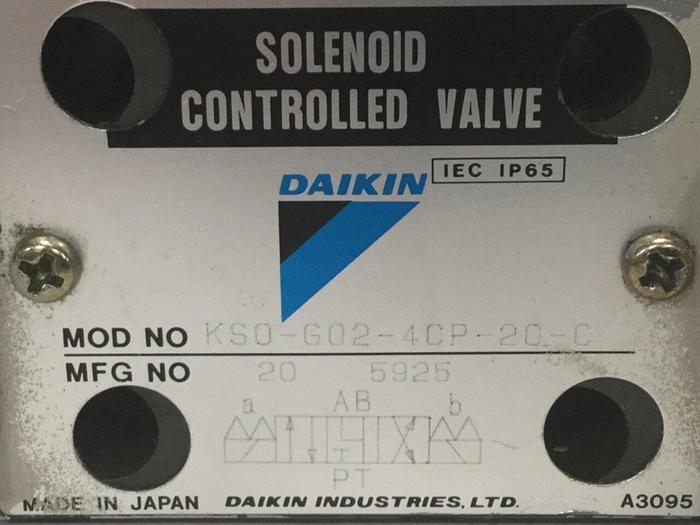 SOLENOID
CONTROLLED VALVE
DAIKIN IEC IP65
MOD NO KSO-G02-4CP-20-C
MFG NO 20 5925
a AB b
PT
MADE IN JAPAN DAIKIN INDUSTRIES, LTD. A3095